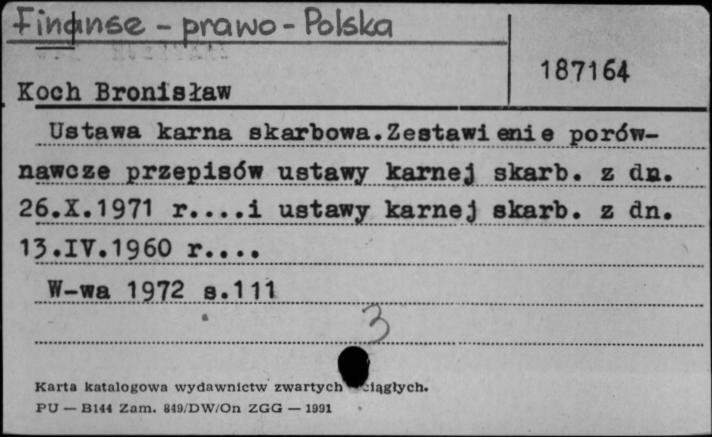 Finanse - prawo - Polska
187164
Koch Bronisław
Ustawa karna skarbowa.Zestawienie porów-
nawcze przepisów ustawy karnej skarb. z dn.
26.X.1971 r....i ustawy karnej skarb. z dn.
13.IV.1960 r....
W-wa 1972 s.111
3
Karta katalogowa wydawnictw zwartych ciągłych.
PU — B144 Zam. 849/DW/On ZGG — 1991